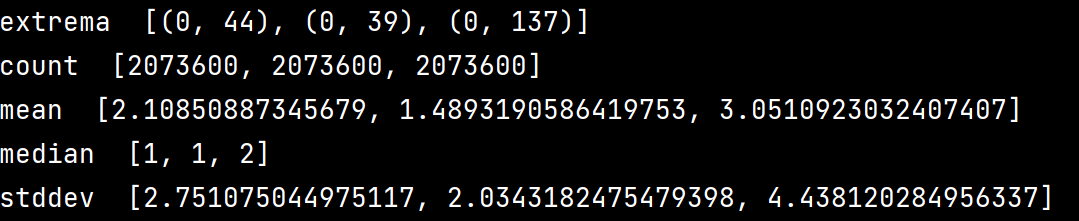 extrema  [(0, 44), (0, 39), (0, 137)]
count  [2073600, 2073600, 2073600]
mean  [2.10850887345679, 1.4893190586419753, 3.0510923032407407]
median  [1, 1, 2]
stddev  [2.751075044975117, 2.0343182475479398, 4.438120284956337]